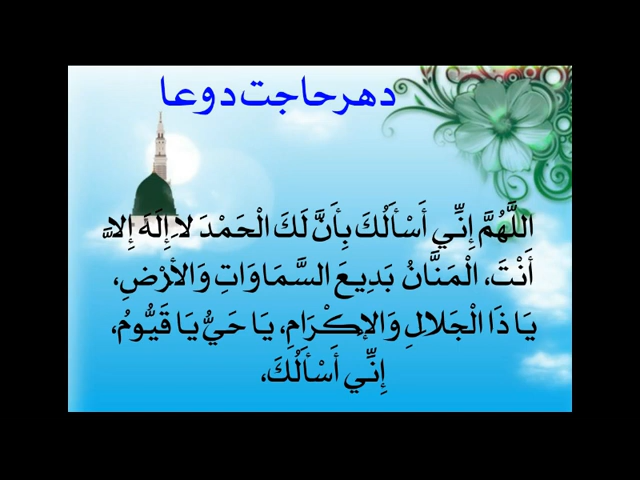 دهرحاجت دوعا
اللَّهُمَّ إِنِّي أَسْأَلُكَ بِأَنَّ لَكَ الْحَمْدَ لاَ إِلَهَ إِلاَّ
أَنْتَ، الْمَنَّانُ بَدِيعَ السَّمَاوَاتِ وَالأَرْضِ،
يَا ذَا الْجَلالِ وَالإِكْرَامِ، يَا حَيُّ يَا قَيُّومُ،
إِنِّي أَسْأَلُكَ،